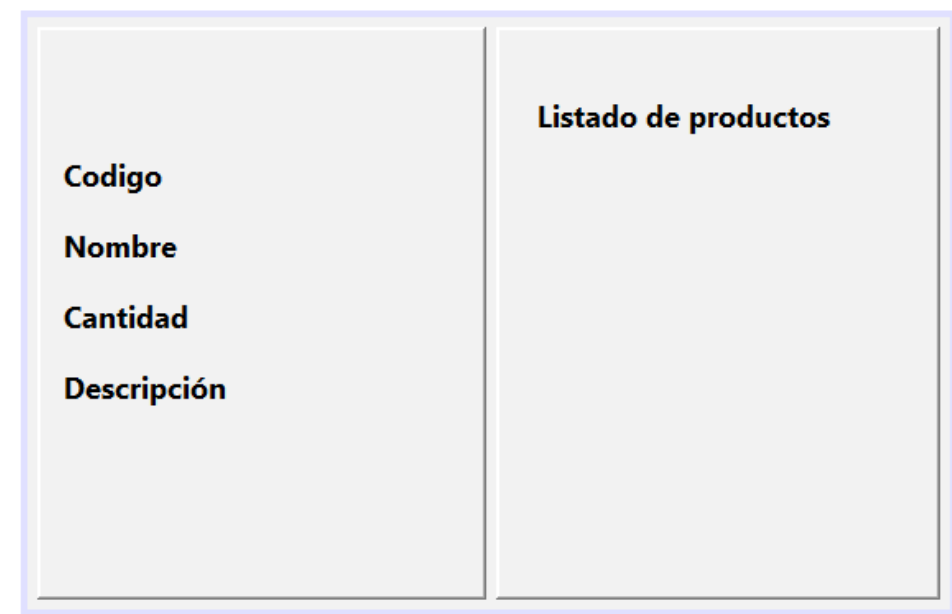 Codigo
Nombre
Cantidad
Descripción
Listado de productos